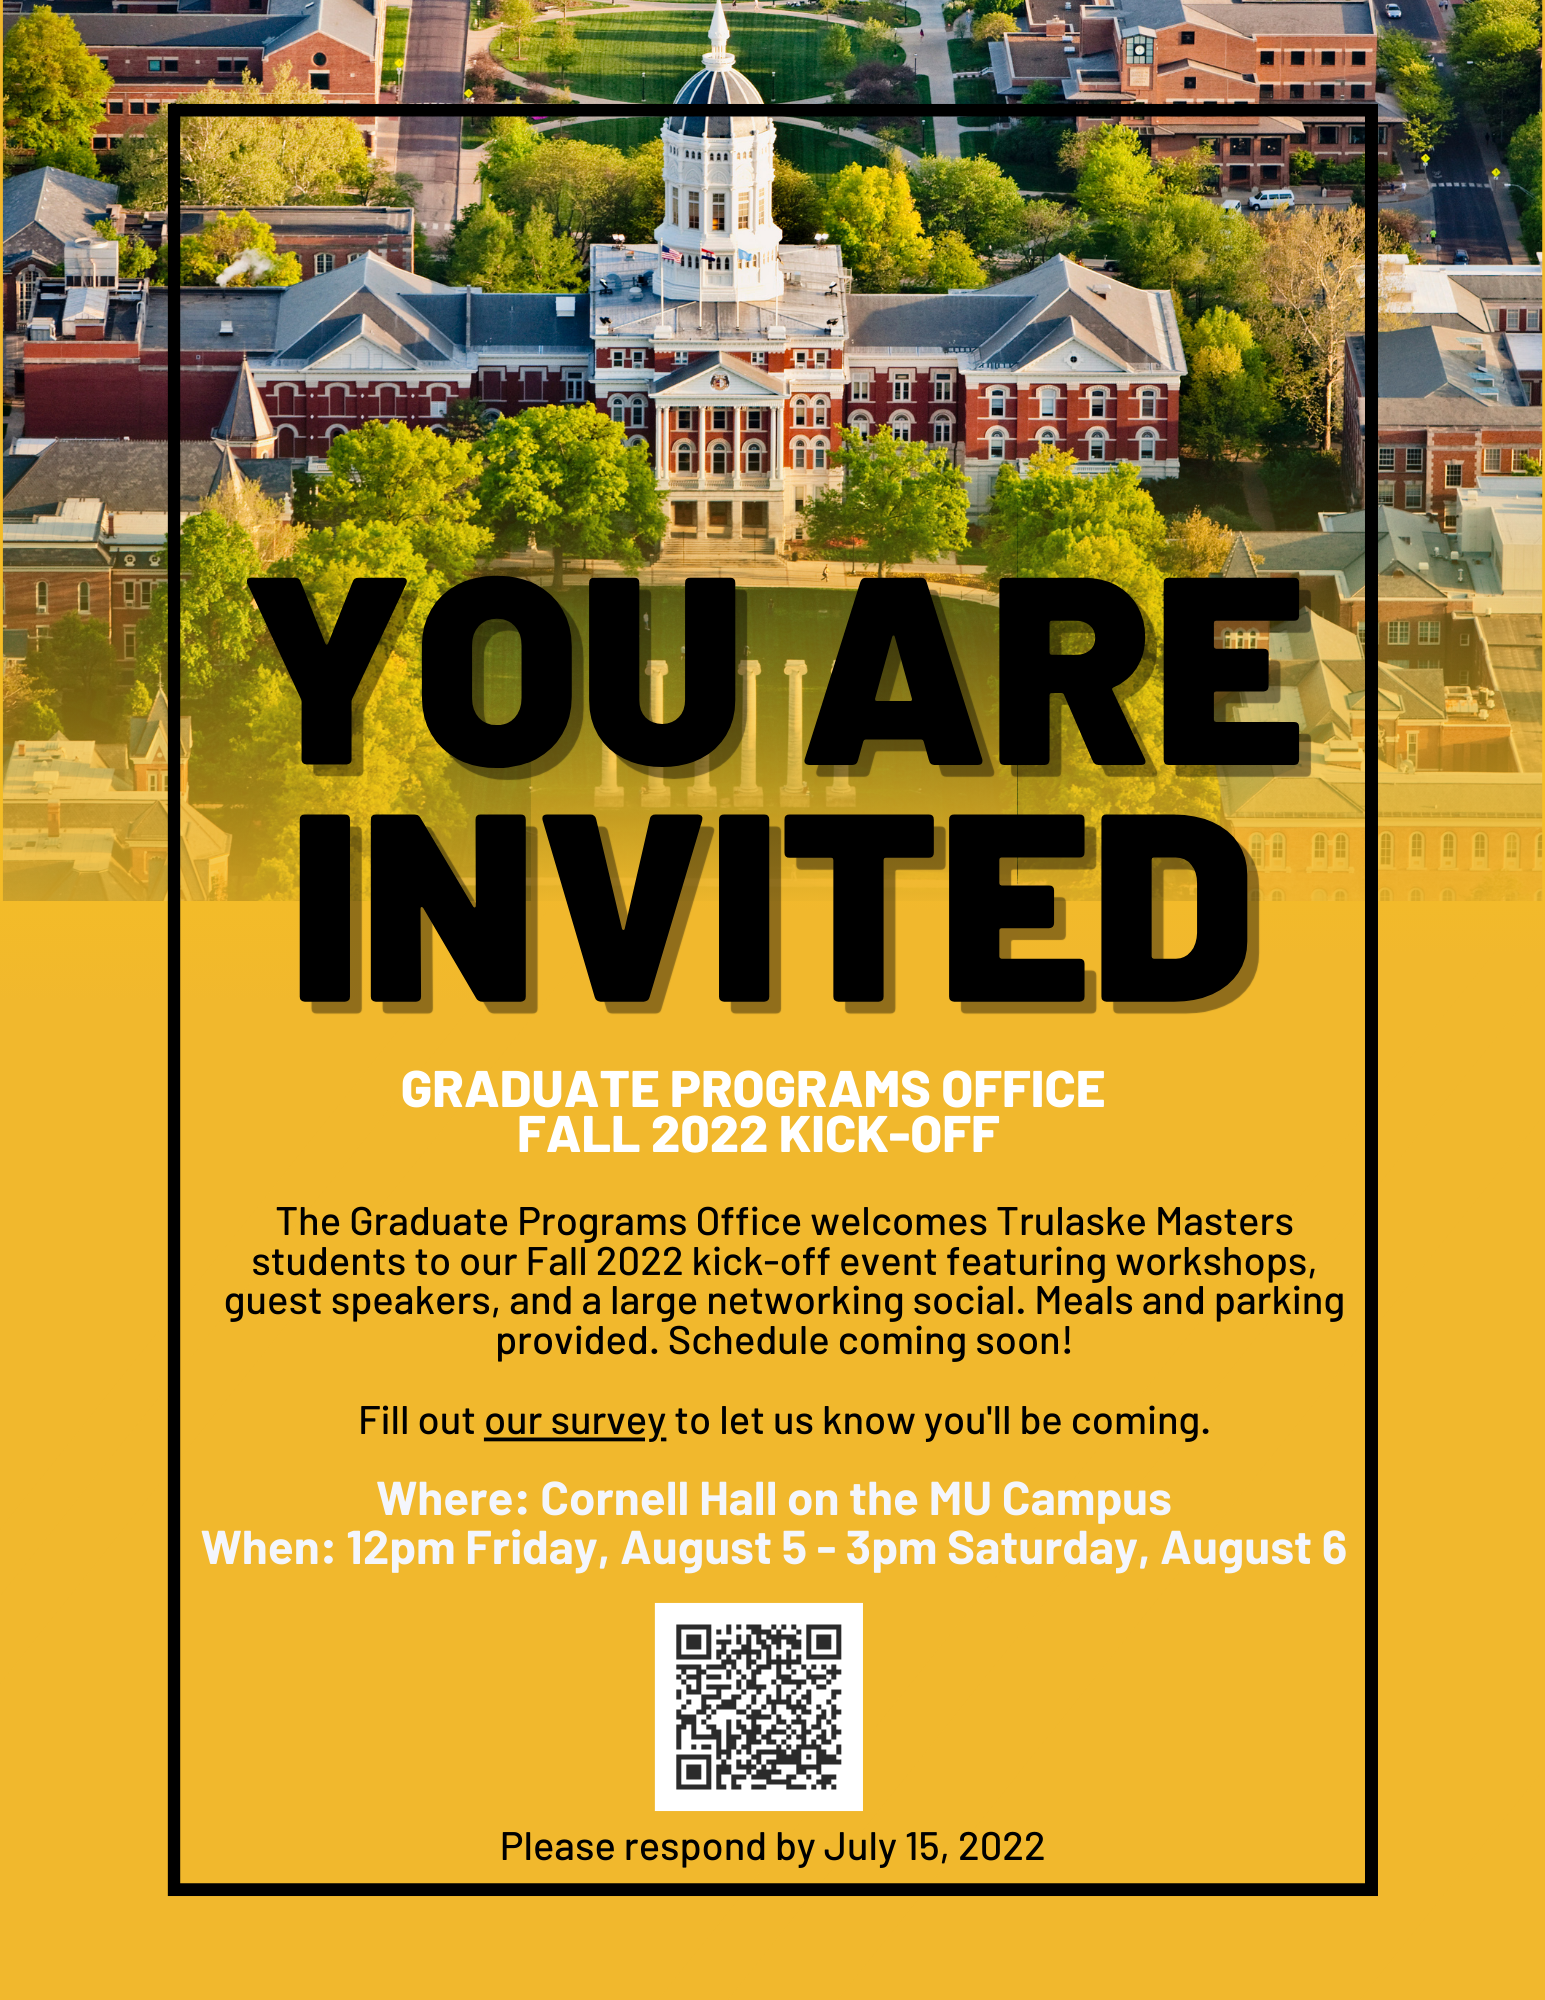 YOU ARE
INVITED
GRADUATE PROGRAMS OFFICE
FALL 2022 KICK-OFF
The Graduate Programs Office welcomes Trulaske Masters
students to our Fall 2022 kick-off event featuring workshops,
guest speakers, and a large networking social. Meals and parking
provided. Schedule coming soon!
Fill out our survey to let us know you'll be coming.
Where: Cornell Hall on the MU Campus
When: 12pm Friday, August 5 - 3pm Saturday, August 6
Please respond by July 15, 2022